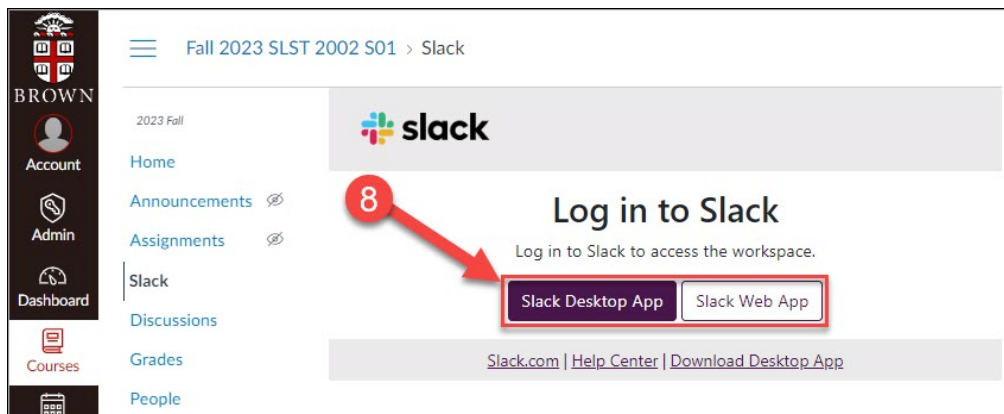 BROWN
Account
Admin
Dashboard
Courses
Fall 2023 SLST 2002 S01 > Slack
2023 Fall
Home
Announcements
Assignments
Slack
Discussions
Grades
People
slack
8
Log in to Slack
Log in to Slack to access the workspace.
Slack Desktop App Slack Web App
Slack.com | Help Center | Download Desktop App